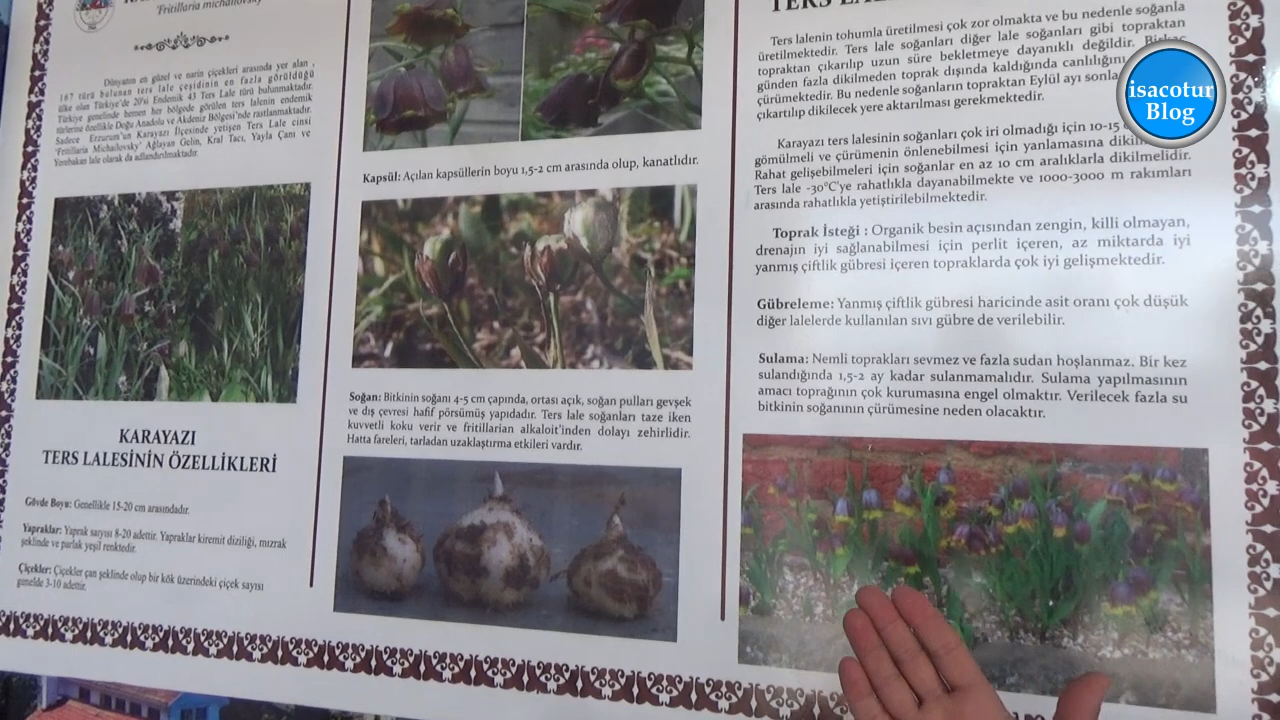 'Fritillaria michailovsky'
Dünyanın en güzel ve narin çiçekleri arasında yer alan ,
167 türü bulunan ters lale çeşidinin en fazla görüldüğü
ülke olan Türkiye'de 20'si Endemik 43 Ters Lale türü bulunmaktadır.
Türkiye genelinde hemen her bölgede görülen ters lalenin endemik
türlerine özellikle Doğu Anadolu ve Akdeniz Bölgesi'nde rastlanmaktadır.
Sadece Erzurum'un Karayazı İlçesinde yetişen Ters Lale cinsi
'Fritillaria Michailovsky' Ağlayan Gelin, Kral Tacı, Yayla Çanı ve
Yerebakan lale olarak da adlandırılmaktadır.
KARAYAZI
TERS LALESİNİN ÖZELLİKLERİ
Gövde Boyu: Genellikle 15-20 cm arasındadır.
Yapraklar: Yaprak sayısı 8-20 adettir. Yapraklar kiremit diziliği, mızrak
şeklinde ve parlak yeşil renktedir.
Çiçekler: Çiçekler çan şeklinde olup bir kök üzerindeki çiçek sayısı
genelde 3-10 adettir.
Kapsül: Açılan kapsüllerin boyu 1,5-2 cm arasında olup, kanatlıdır.
Soğan: Bitkinin soğanı 4-5 cm çapında, ortası açık, soğan pulları gevşek
ve dış çevresi hafif pörsümüş yapıdadır. Ters lale soğanları taze iken
kuvvetli koku verir ve fritillarian alkaloit'inden dolayı zehirlidir.
Hatta fareleri, tarladan uzaklaştırma etkileri vardır.
TERS
Ters lalenin tohumla üretilmesi çok zor olmakta ve bu nedenle soğanla
üretilmektedir. Ters lale soğanları diğer lale soğanları gibi topraktan
topraktan çıkarılıp uzun süre bekletmeye dayanıklı değildir. Birkaç
günden fazla dikilmeden toprak dışında kaldığında canlılığını
çürümektedir. Bu nedenle soğanların topraktan Eylül ayı
çıkartılıp dikilecek yere aktarılması gerekmektedir.
Karayazı ters lalesinin soğanları çok iri olmadığı için 10-15
gömülmeli ve çürümenin önlenebilmesi için yanlamasına
Rahat gelişebilmeleri için soğanlar en az 10 cm aralıklarla dikilmelidir.
Ters lale -30°C'ye rahatlıkla dayanabilmekte ve 1000-3000 m rakımları
arasında rahatlıkla yetiştirilebilmektedir.
Toprak İsteği : Organik besin açısından zengin, killi olmayan,
drenajın iyi sağlanabilmesi için perlit içeren, az miktarda iyi
yanmış çiftlik gübresi içeren topraklarda çok iyi gelişmektedir.
Gübreleme: Yanmış çiftlik gübresi haricinde asit oranı çok düşük
diğer lalelerde kullanılan sıvı gübre de verilebilir.
Sulama: Nemli toprakları sevmez ve fazla sudan hoşlanmaz. Bir kez
sulandığında 1,5-2 ay kadar sulanmamalıdır. Sulama yapılmasının
amacı toprağının çok kurumasına engel olmaktır. Verilecek fazla su
bitkinin soğanının çürümesine neden olacaktır.
isacotur
Blog